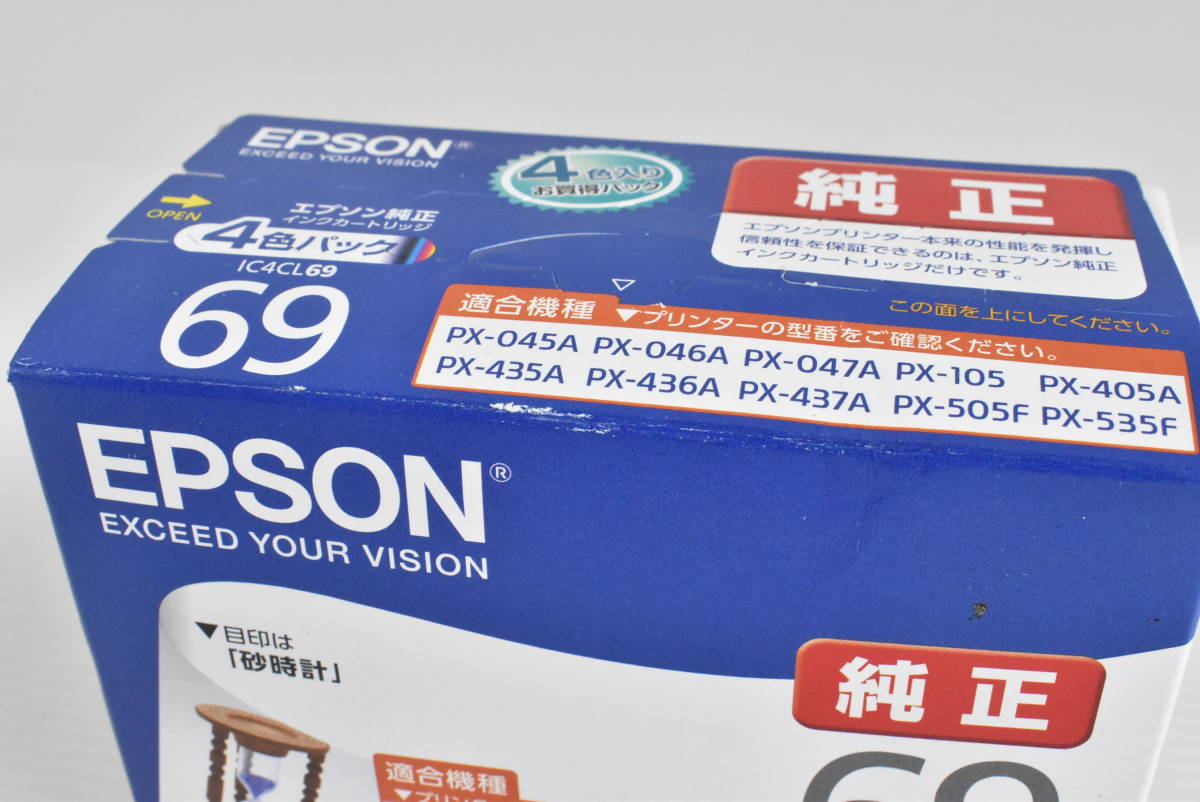 EPSON®
EXCEED YOUR VISION
4色入り
お買得パック
純正
エプソンプリンター本来の性能を発揮し
信頼性を保証できるのは、エプソン純正
インクカートリッジだけです。
OPEN
エプソン純正
インクカートリッジ
4色パック
IC4CL69
69
この面を上にしてください。
適合機種
▼プリンターの型番をご確認ください。
PX-045A PX-046A PX-047A PX-105 PX-405A
PX-435A PX-436A PX-437A PX-505F PX-535F
EPSON®
EXCEED YOUR VISION
▼目印は
「砂時計」
純正
69
適合機種